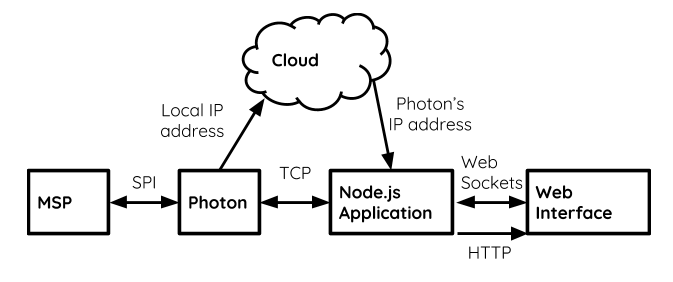 Cloud
Local IP
address
Photon's
IP address
MSP
SPI
Photon
TCP
Node.js
Application
Web
Sockets
HTTP
Web
Interface